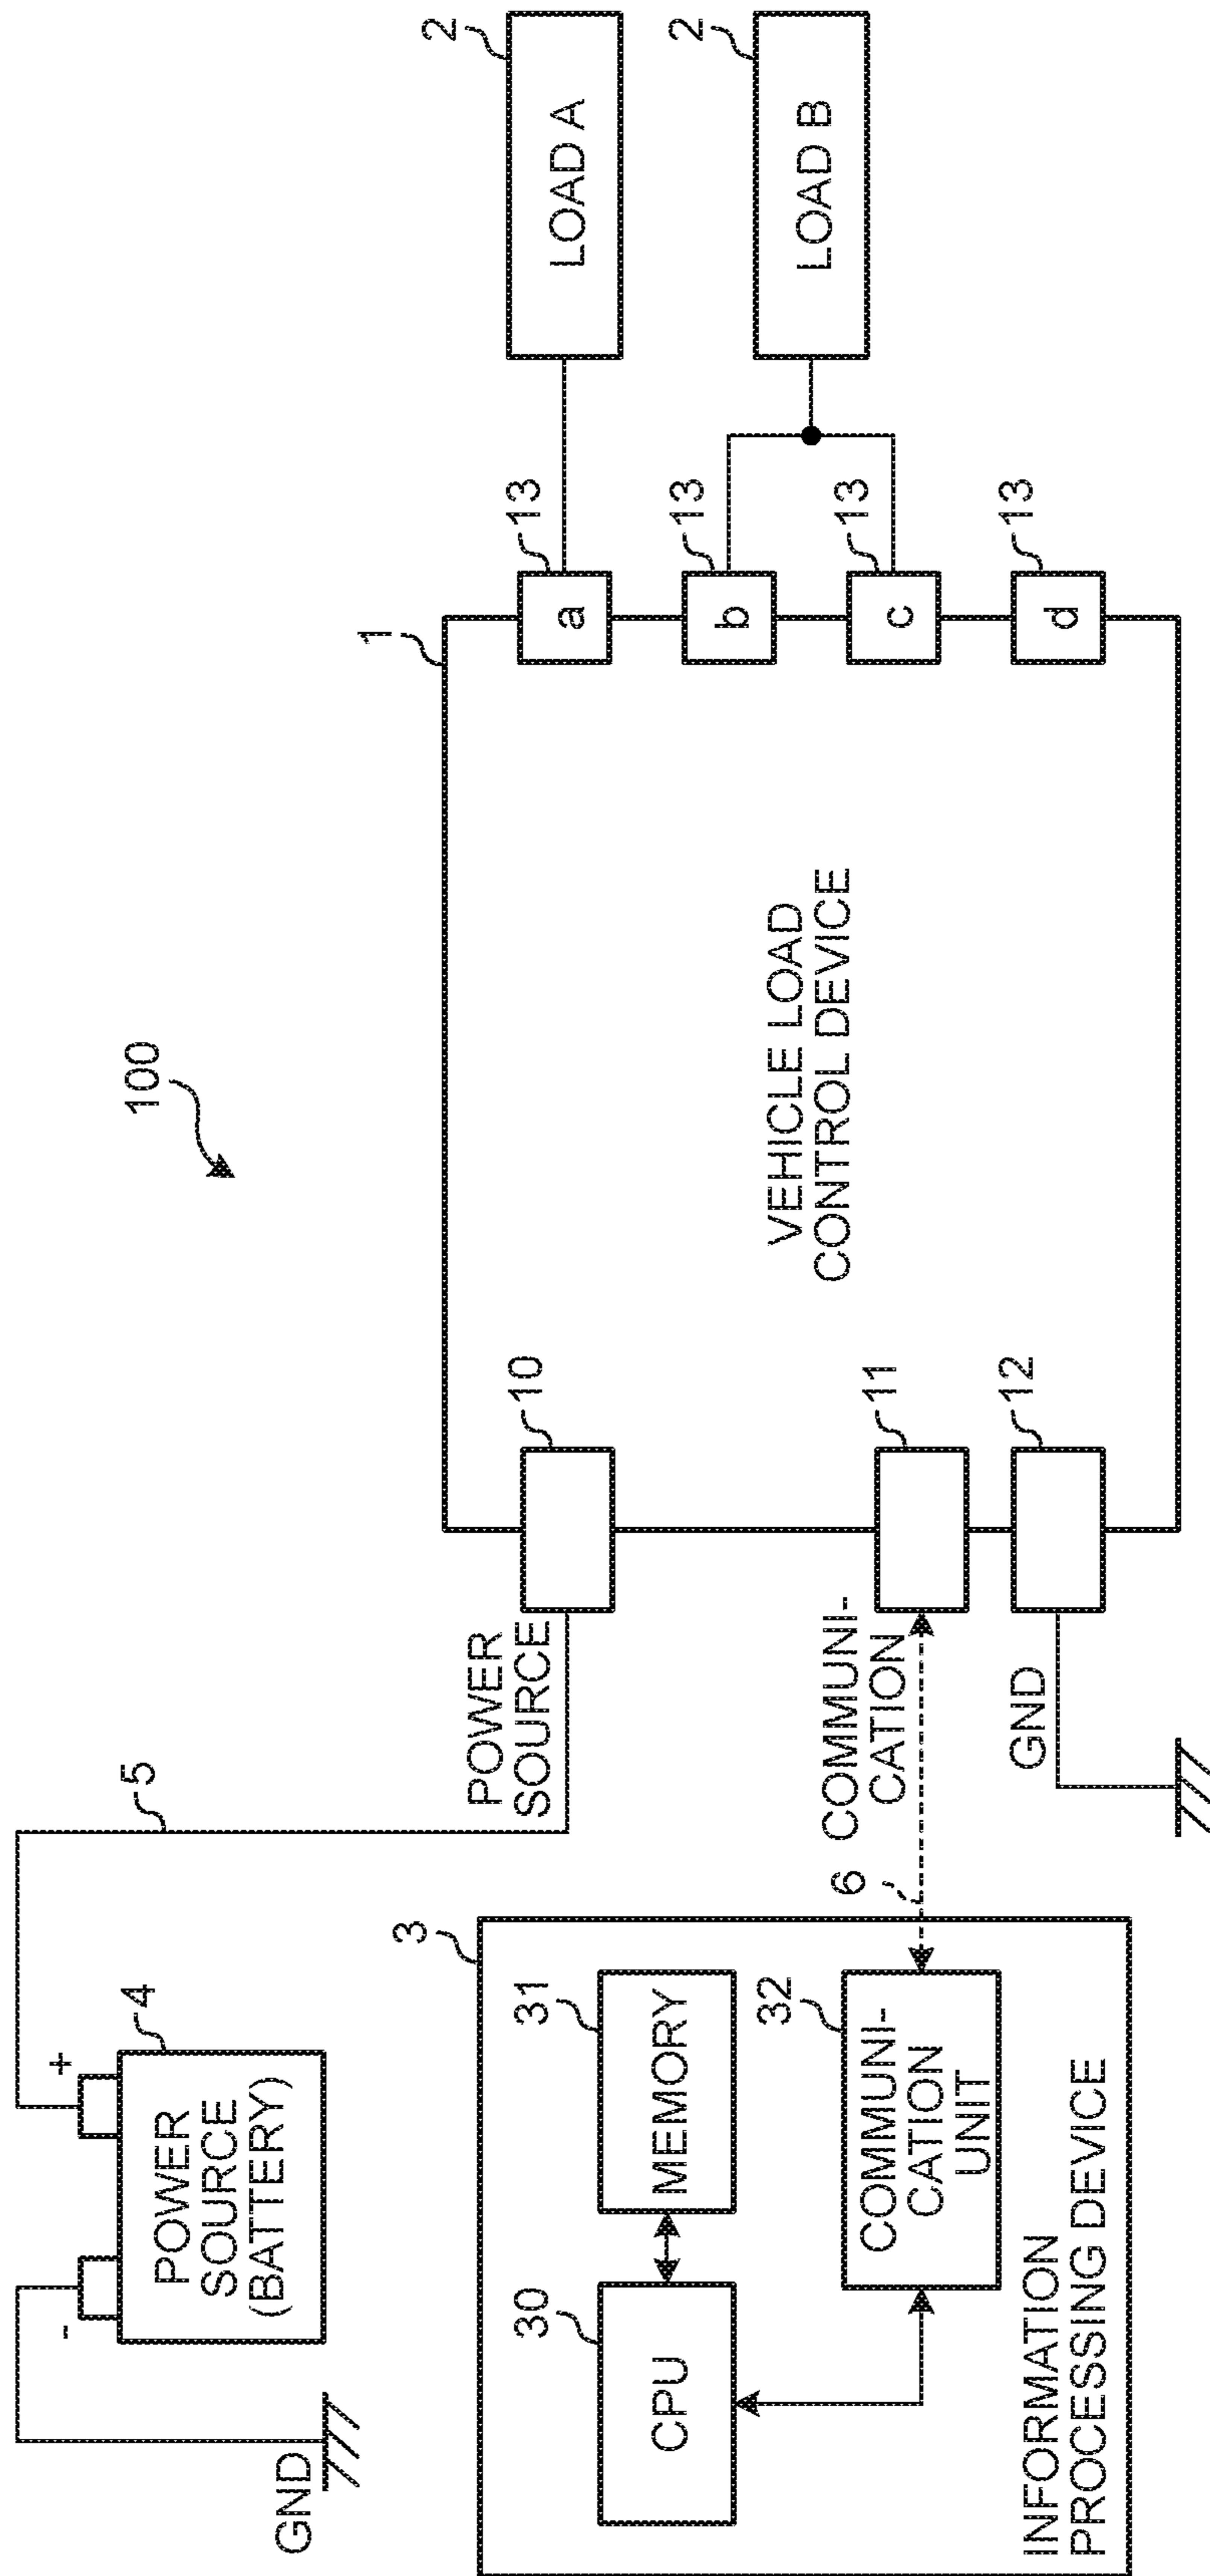 100
4
POWER
SOURCE
(BATTERY)
-
+
GND
5
POWER
SOURCE
10
1
13
a
2
LOAD A
13
b
2
LOAD B
13
c
13
d
VEHICLE LOAD
CONTROL DEVICE
3
30
CPU
31
MEMORY
32
COMMUNI-
CATION
UNIT
INFORMATION
PROCESSING DEVICE
6
COMMUNI-
CATION
11
GND
12